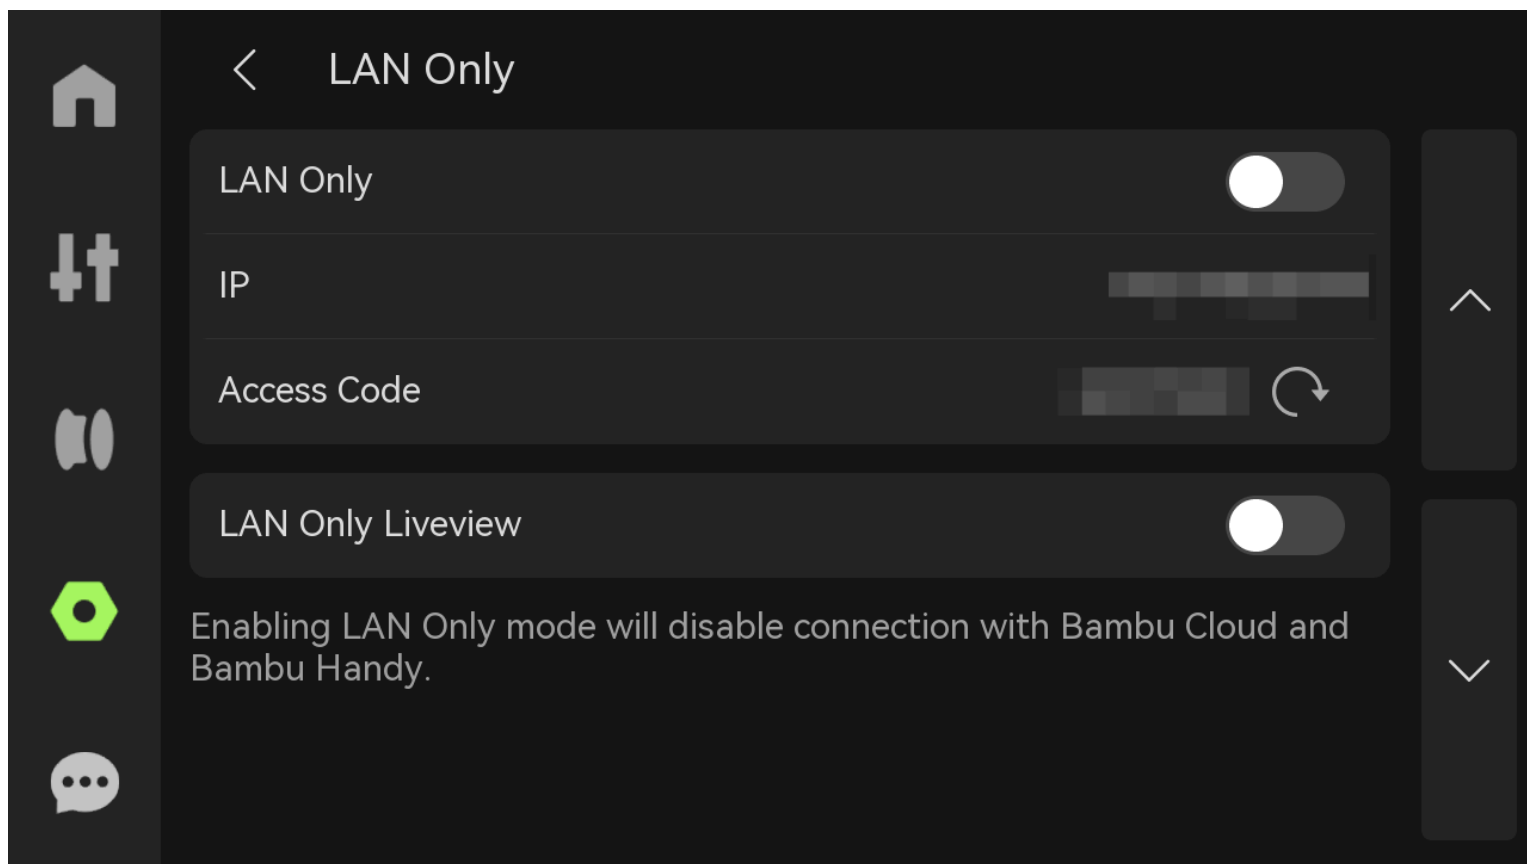 LAN Only
LAN Only
IP
Access Code
LAN Only Liveview
Enabling LAN Only mode will disable connection with Bambu Cloud and
Bambu Handy.